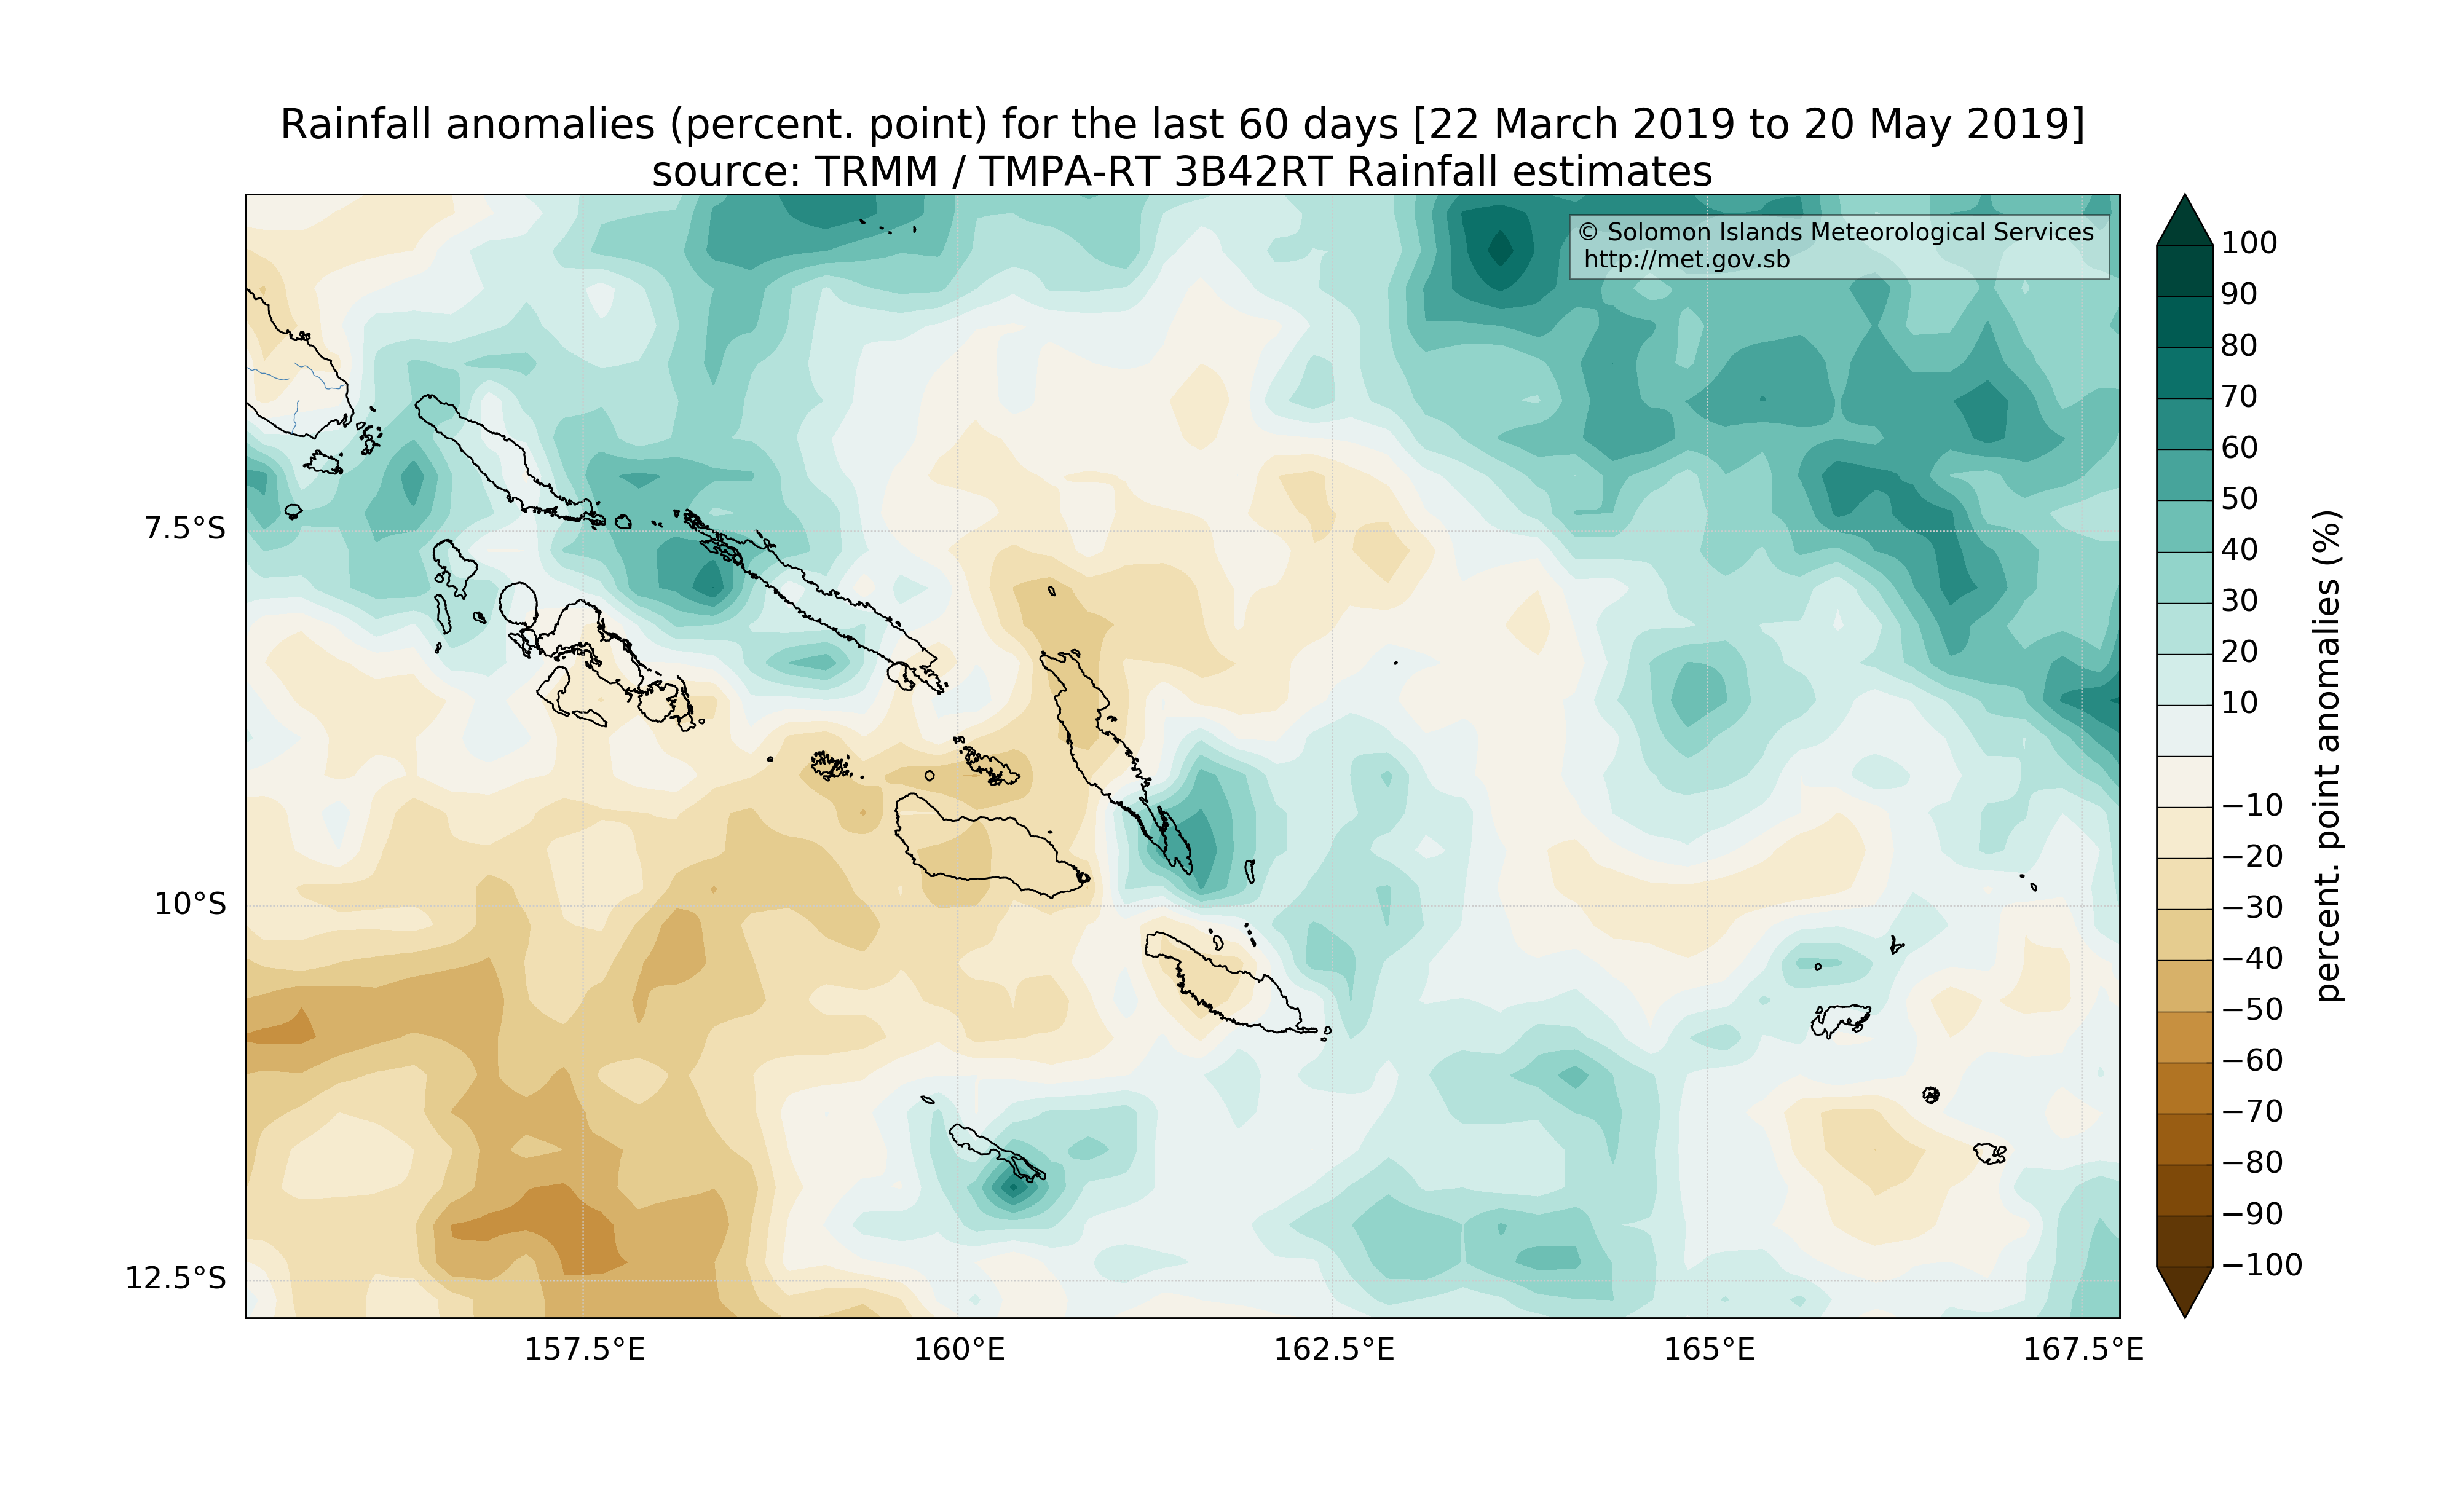 Rainfall anomalies (percent. point) for the last 60 days [22 March 2019 to 20 May 2019]
source: TRMM / TMPA-RT 3B42RT Rainfall estimates
© Solomon Islands Meteorological Services
http://met.gov.sb
7.5°S
10°S
12.5°S
157.5°E
160°E
162.5°E
165°E
167.5°E
100
90
80
70
60
50
40
30
20
10
−10
−20
−30
−40
−50
−60
−70
−80
−90
−100
percent. point anomalies (%)